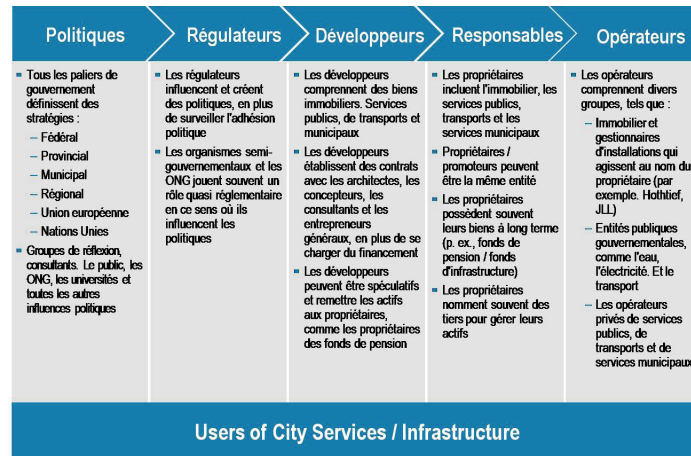 Politiques
Régulateurs
Développeurs
Responsables
Opérateurs
Tous les paliers de
gouvernement
définissent des
stratégies :
– Fédéral
– Provincial
– Municipal
– Régional
– Union européenne
– Nations Unies
Groupes de réflexion,
consultants. Le public, les
ONG, les universités et
toutes les autres
influences politiques
Les régulateurs
influencent et créent
des politiques, en plus
de surveiller l'adhésion
politique
Les organismes semi-
gouvernementaux et les
ONG jouent souvent un
rôle quasi réglementaire
en ce sens où ils
influencent les
politiques
Les développeurs
comprennent des biens
immobiliers. Services
publics, de transports et
municipaux
Les développeurs
établissent des contrats
avec les architectes, les
concepteurs, les
consultants et les
entrepreneurs
généraux, en plus de se
charger du financement
Les développeurs
peuvent être spéculatifs
et remettre les actifs
aux propriétaires,
comme les propriétaires
des fonds de pension
Les propriétaires
incluent l'immobilier, les
services publics,
transports et les
services municipaux
Propriétaires /
promoteurs peuvent
être la même entité
Les propriétaires
possèdent souvent
leurs biens à long terme
(p. ex., fonds de
pension / fonds
d'infrastructure)
Les propriétaires
nomment souvent des
tiers pour gérer leurs
actifs
Les opérateurs
comprennent divers
groupes, tels que :
– Immobilier et
gestionnaires
d'installations qui
agissent au nom du
propriétaire (par
exemple. Hothtief,
JLL)
– Entités publiques
gouvernementales,
comme l'eau,
l'électricité. Et le
transport
– Les opérateurs
privés de services
publics, de
transports et de
services municipaux
Users of City Services / Infrastructure